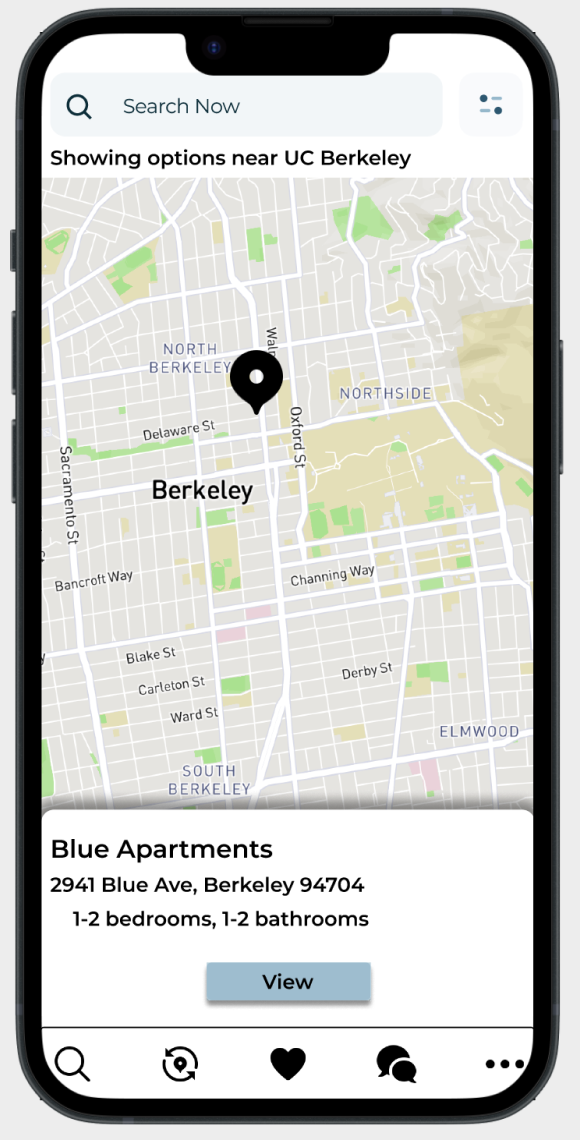 Search Now
Showing options near UC Berkeley
NORTH
BERKELEY
NORTHSIDE
Oxford St
Delaware St
Sacramento St
Berkeley
Bancroft Way
Channing Way
Blake St
Carleton St
Derby St
Ward St
ELMWOOD
SOUTH
BERKELEY
Blue Apartments
2941 Blue Ave, Berkeley 94704
1-2 bedrooms, 1-2 bathrooms
View